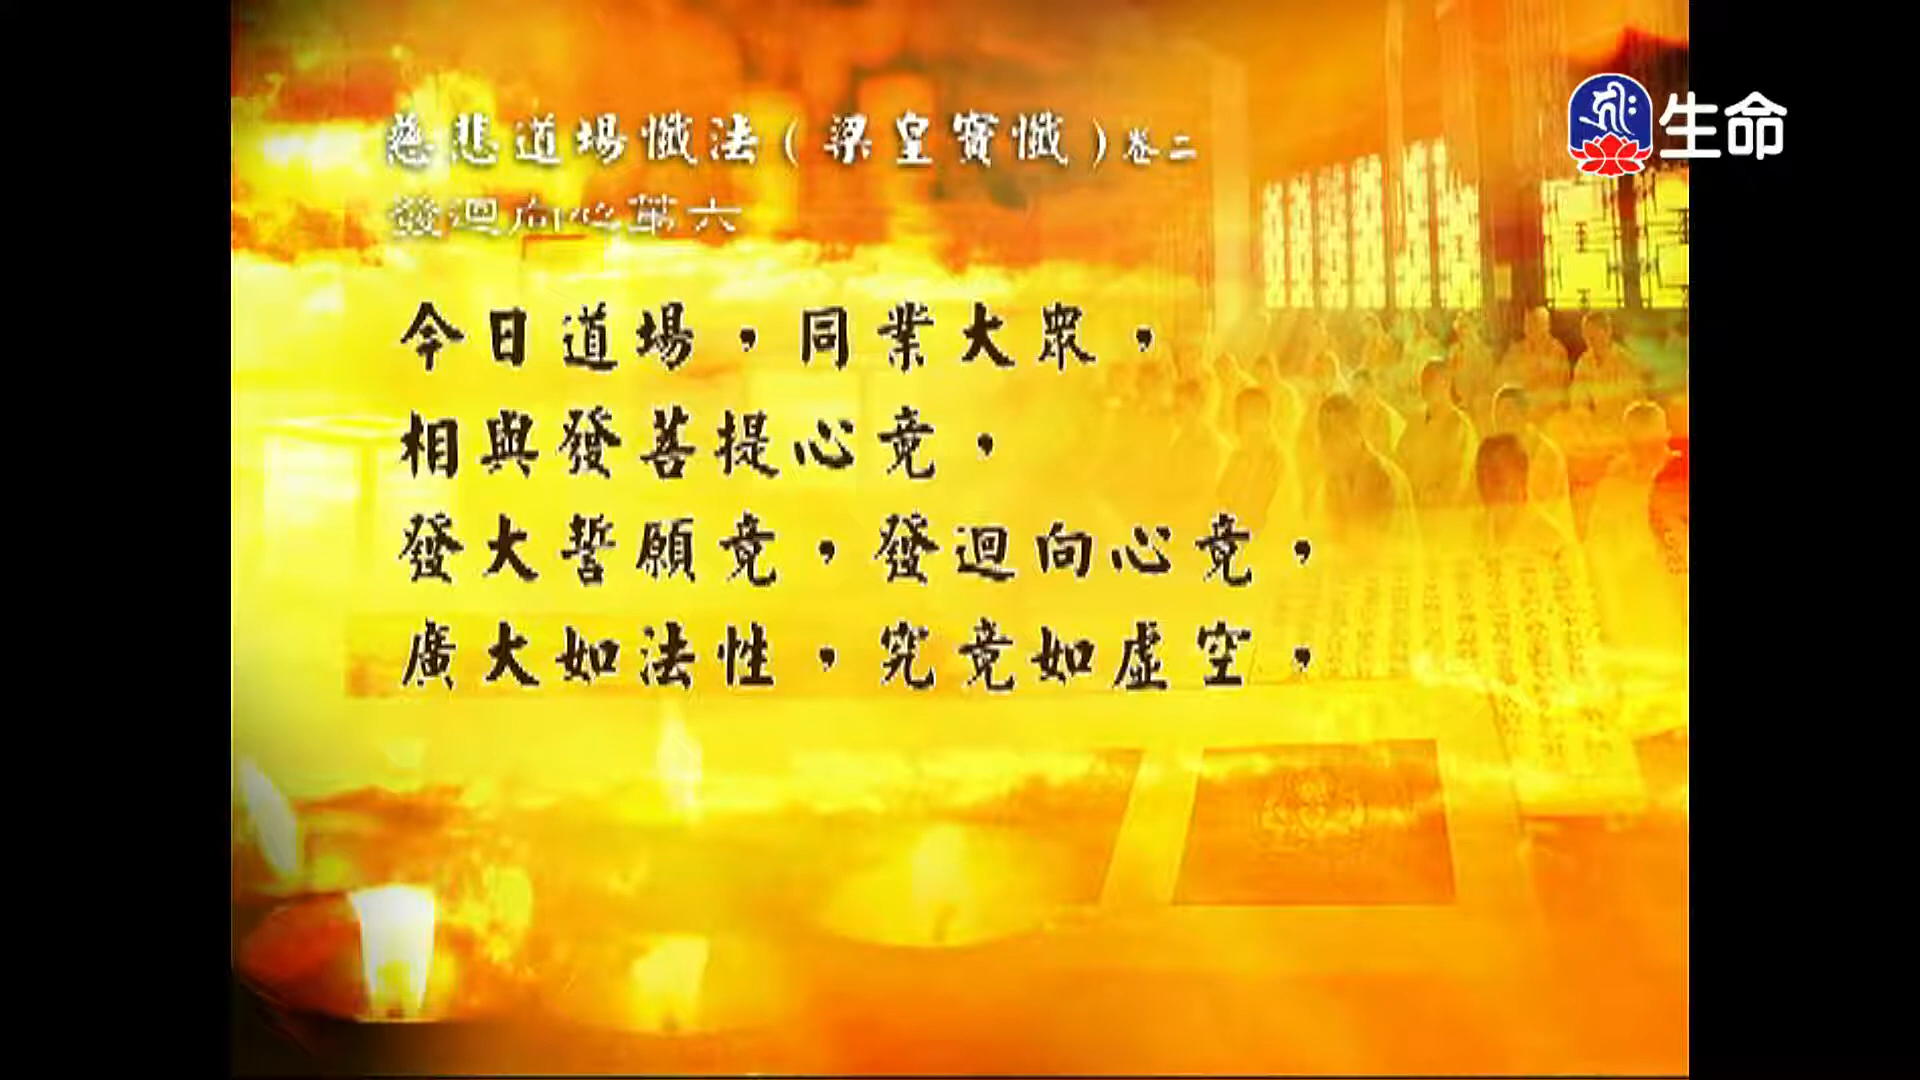 慈悲道場懺法（梁皇寶懺）卷二
發迴向心第六
生命
今日道場，同業大眾，
相與發菩提心竟，
發大誓願竟，發迴向心竟，
廣大如法性，究竟如虛空，